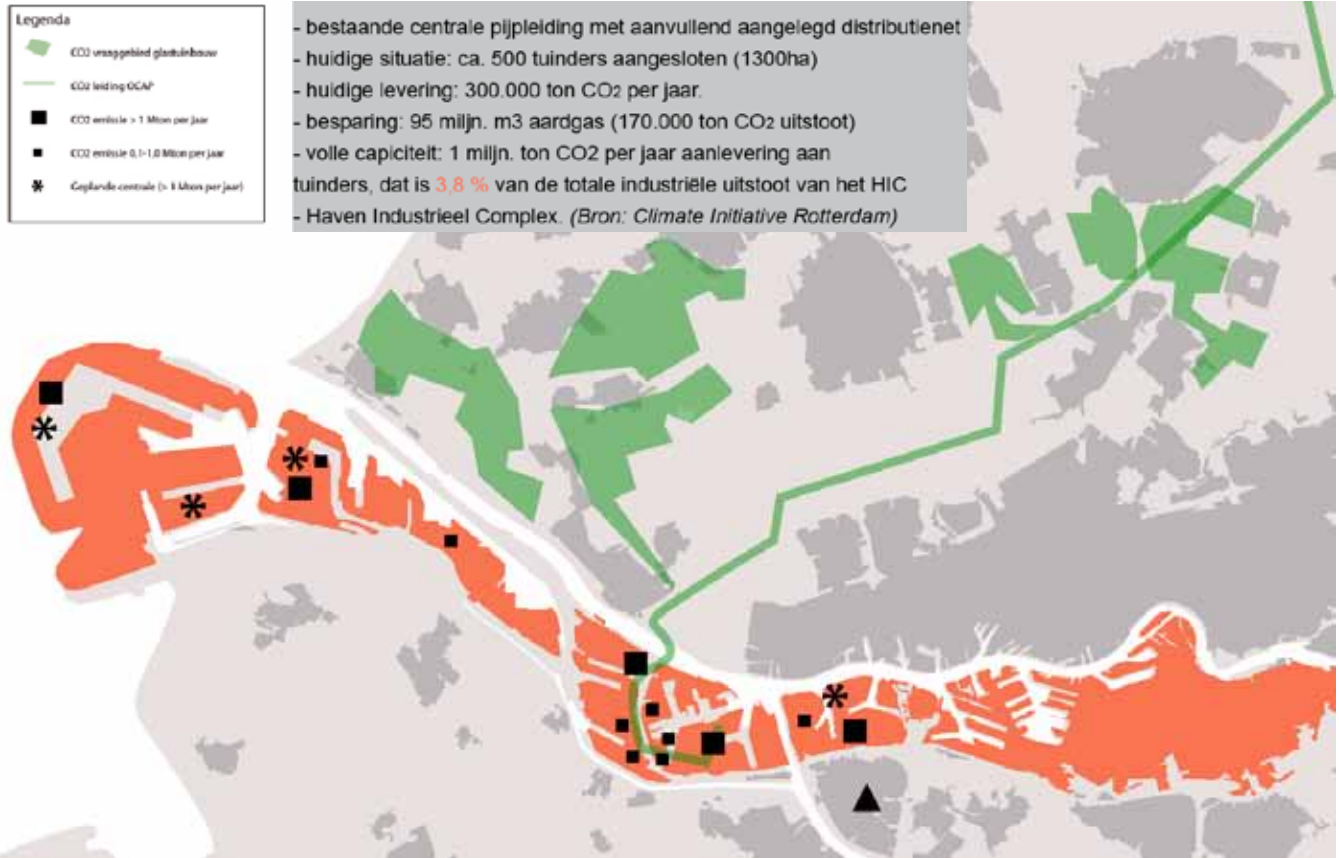 Legenda
CO2 vraaggebied glastuinbouw
CO2 leiding OCAP
CO2 emissie > 1 Mton per jaar
CO2 emissie 0,1-1,0 Mton per jaar
Geplande centrale (> 1 Mton per jaar)
- bestaande centrale pijpleiding met aanvullend aangelegd distributienet
- huidige situatie: ca. 500 tuinders aangesloten (1300ha)
- huidige levering: 300.000 ton CO2 per jaar.
- besparing: 95 miljn. m3 aardgas (170.000 ton CO2 uitstoot)
- volle capiciteit: 1 miljn. ton CO2 per jaar aanlevering aan
tuinders, dat is 3,8 % van de totale industriële uitstoot van het HIC
- Haven Industrieel Complex. (Bron: Climate Initiative Rotterdam)